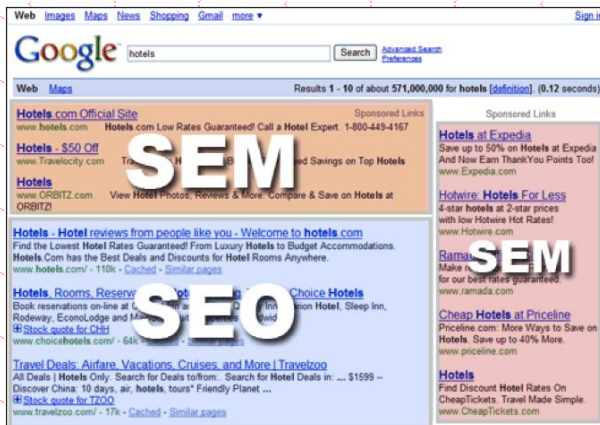 Web Images Maps News Shopping Gmail more ▼ Sign in
Google hotels Search Advanced Search
Preferences
Web Maps Results 1 - 10 of about 571,000,000 for hotels [definition]. (0.12 seconds)
Hotels.com Official Site Sponsored Links
www.hotels.com Hotels.com Low Rates Guaranteed! Call a Hotel Expert. 1-800-449-4167
Hotels - $50 Off
www.Travelocity.com Savings on Top Hotels
Hotels
www.ORBITZ.com View Hotel Photos, Reviews & More. Compare & Save on Hotels at
ORBITZ!
SEM
Hotels - Hotel reviews from people like you - Welcome to hotels.com
Find the Lowest Hotel Rates Guaranteed! From Luxury Hotels to Budget Accommodations.
Hotels.Com has the Best Deals and Discounts for Hotel Rooms Anywhere.
www.hotels.com/ - 110k - Cached - Similar pages
Hotels, Rooms, Choice Hotels
Book reservations on-line at Inn, Sleep Inn,
Rodeway, EconoLodge and
Stock quote for CHH
www.choicehotels.com/ - 64k - Similar pages
SEO
Travel Deals: Airfare, Vacations, Cruises, and More | Travelzoo
All Deals | Hotels Only. Search for Deals to/from:. Search for Hotel Deals in: ... $1599 --
Discover China: 10 days, air, hotels, tours* Friendly Planet ...
Stock quote for TZOO
www.travelzoo.com/ - 17k - Cached - Similar pages
Sponsored Links
Hotels at Expedia
Save up to 50% on Hotels at Expedia
And Now Earn ThankYou Points Too!
www.Expedia.com
Hotwire: Hotels For Less
4-star hotels at 2-star prices
with low Hotwire Hot Rates!
www.Hotwire.com
for our best rates guaranteed.
www.ramada.com
SEM
Cheap Hotels at Priceline
Priceline.com: More Ways to Save on
Hotels. Save up to 40% More.
www.priceline.com
Hotels
Find Discount Hotel Rates On
CheapTickets. Travel Made Simple.
www.CheapTickets.com